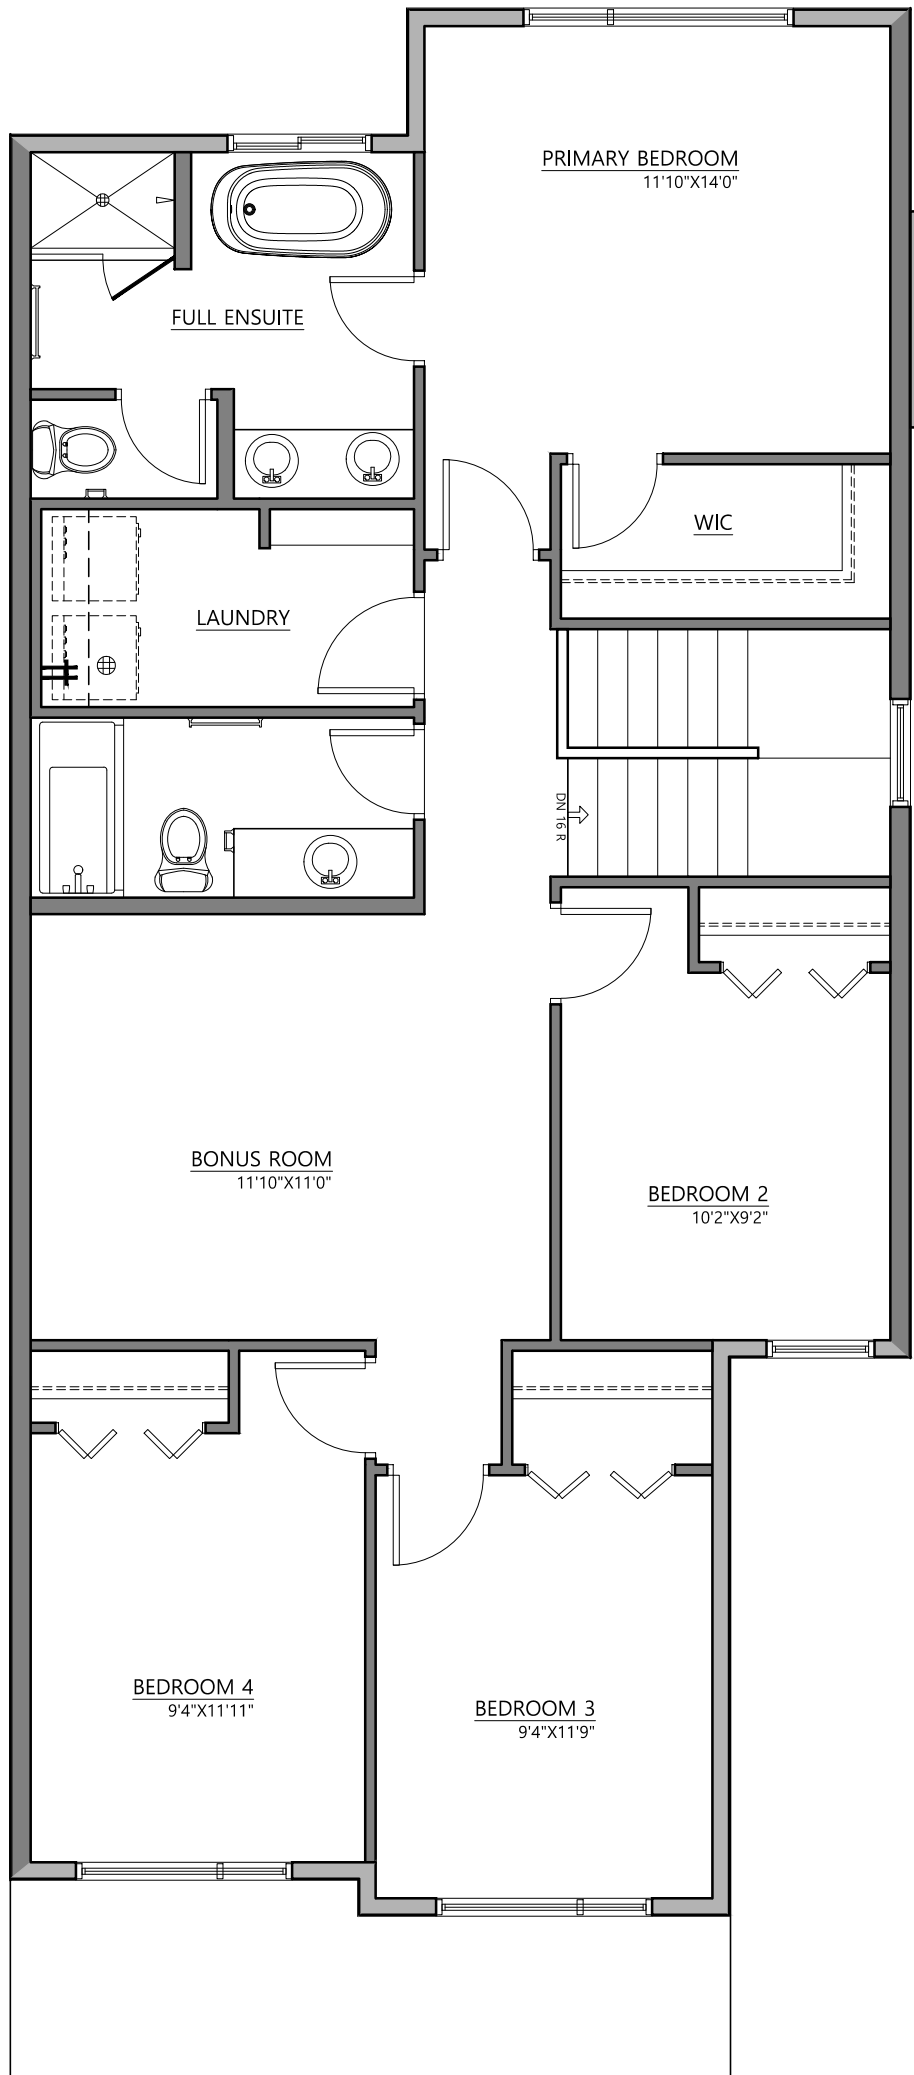 PRIMARY BEDROOM
11'10"X14'0"
FULL ENSUITE
WIC
LAUNDRY
DN 16 R
BONUS ROOM
11'10"X11'0"
BEDROOM 2
10'2"X9'2"
BEDROOM 4
9'4"X11'11"
BEDROOM 3
9'4"X11'9"